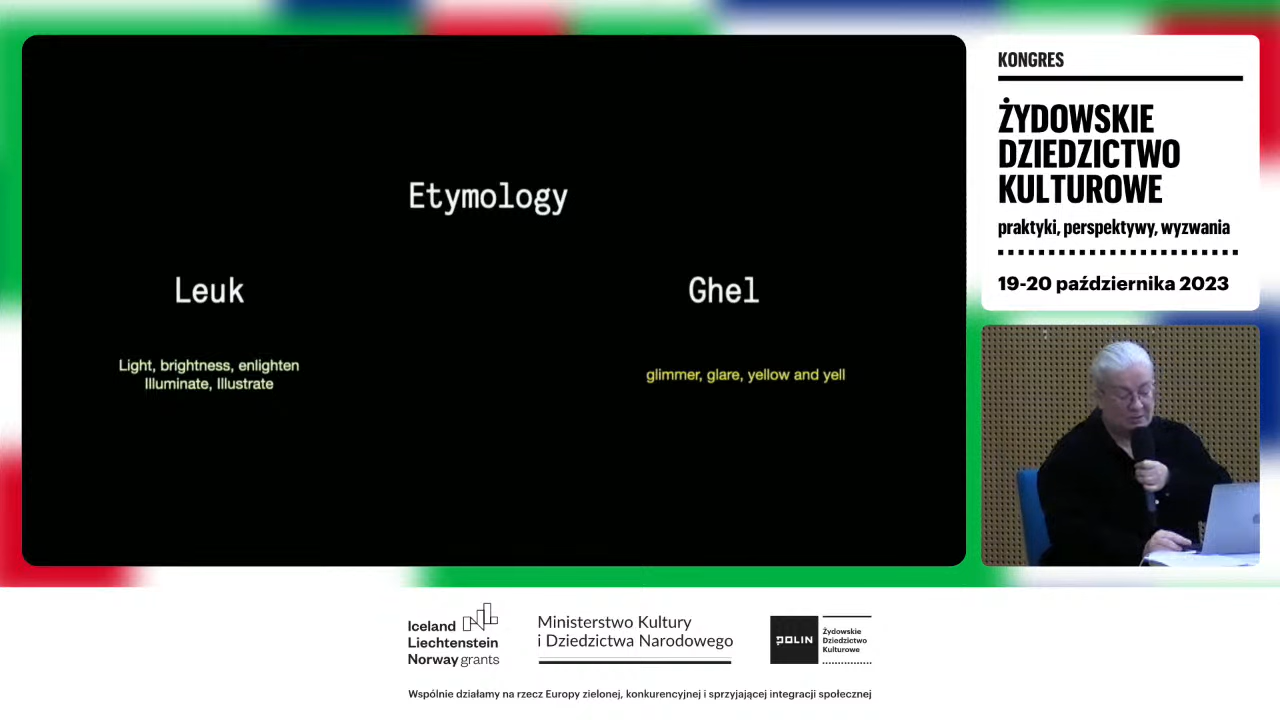 Etymology
Leuk
Light, brightness, enlighten
Illuminate, Illustrate
Ghel
glimmer, glare, yellow and yell
KONGRES
ŻYDOWSKIE
DZIEDZICTWO
KULTUROWE
praktyki, perspektywy, wyzwania
19-20 października 2023
Iceland
Liechtenstein
Norway grants
Ministerstwo Kultury
i Dziedzictwa Narodowego
POLIN
Żydowskie
Dziedzictwo
Kulturowe
Wspólnie działamy na rzecz Europy zielonej, konkurencyjnej i sprzyjającej integracji społecznej